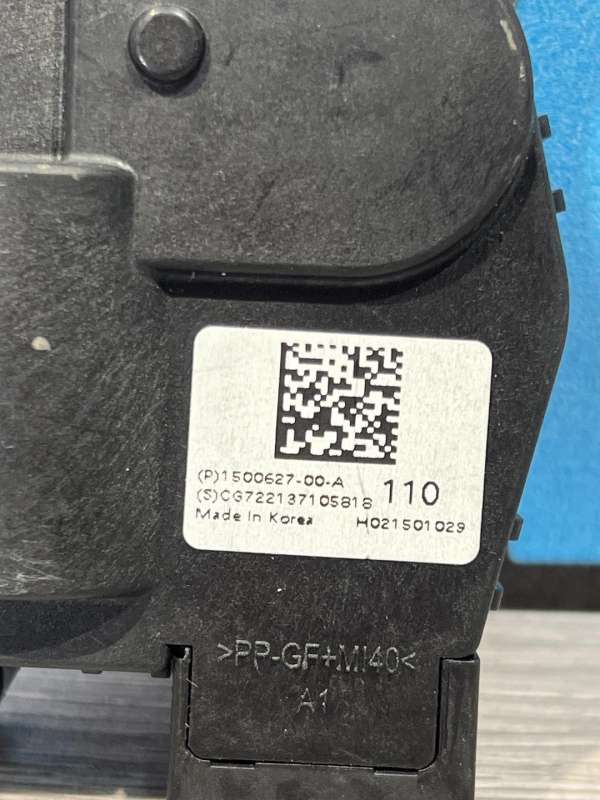 (P)1500627-00-A
(S)CG722137105818 110
Made In Korea H021501029
>PP-GF+MI40<
A1